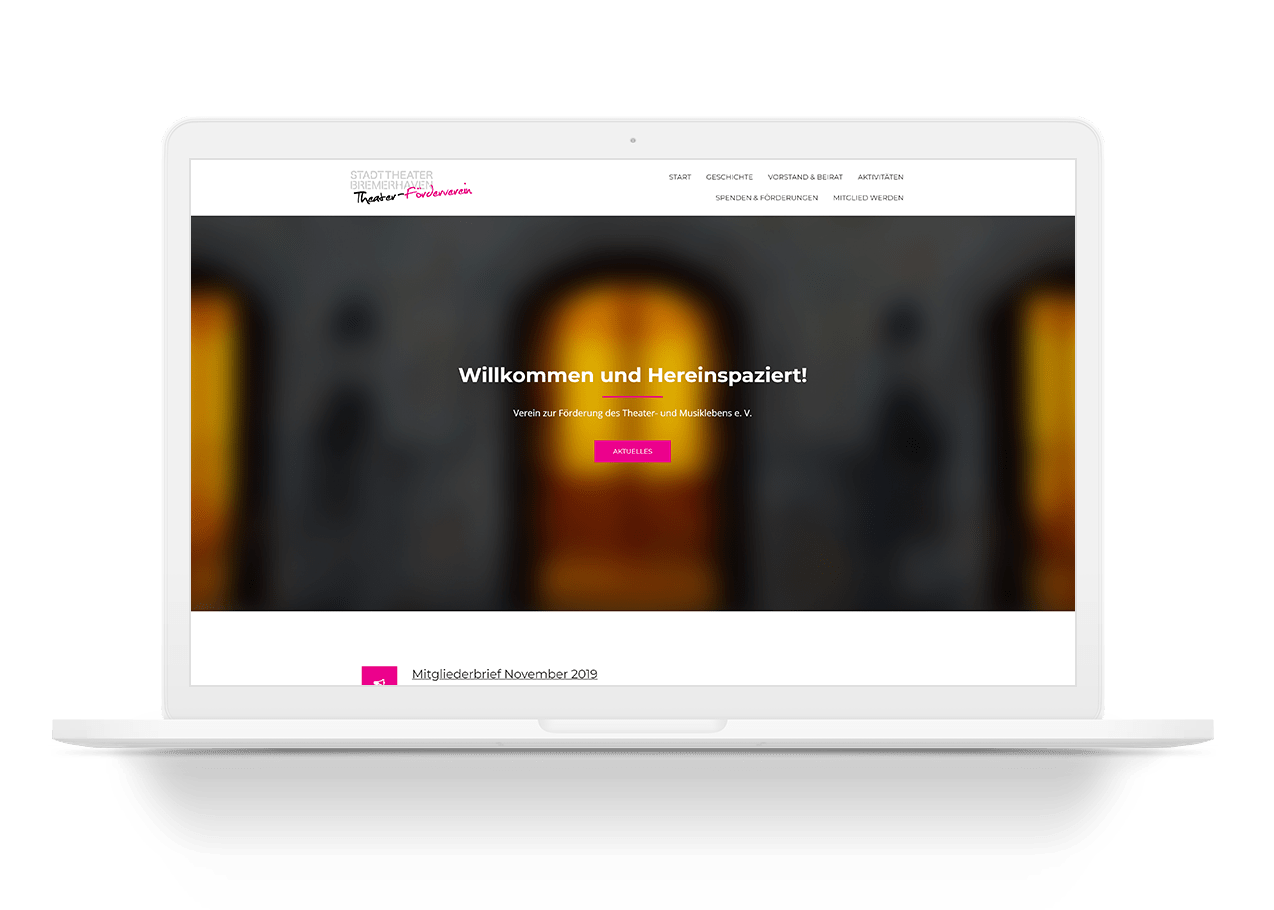 STADTTHEATER
BREMERHAVEN
Theater-Förderverein
START GESCHICHTE VORSTAND & BEIRAT AKTIVITÄTEN
SPENDEN & FÖRDERUNGEN MITGLIED WERDEN
Willkommen und Hereinspaziert!
Verein zur Förderung des Theater- und Musiklebens e. V.
AKTUELLES
Mitgliederbrief November 2019